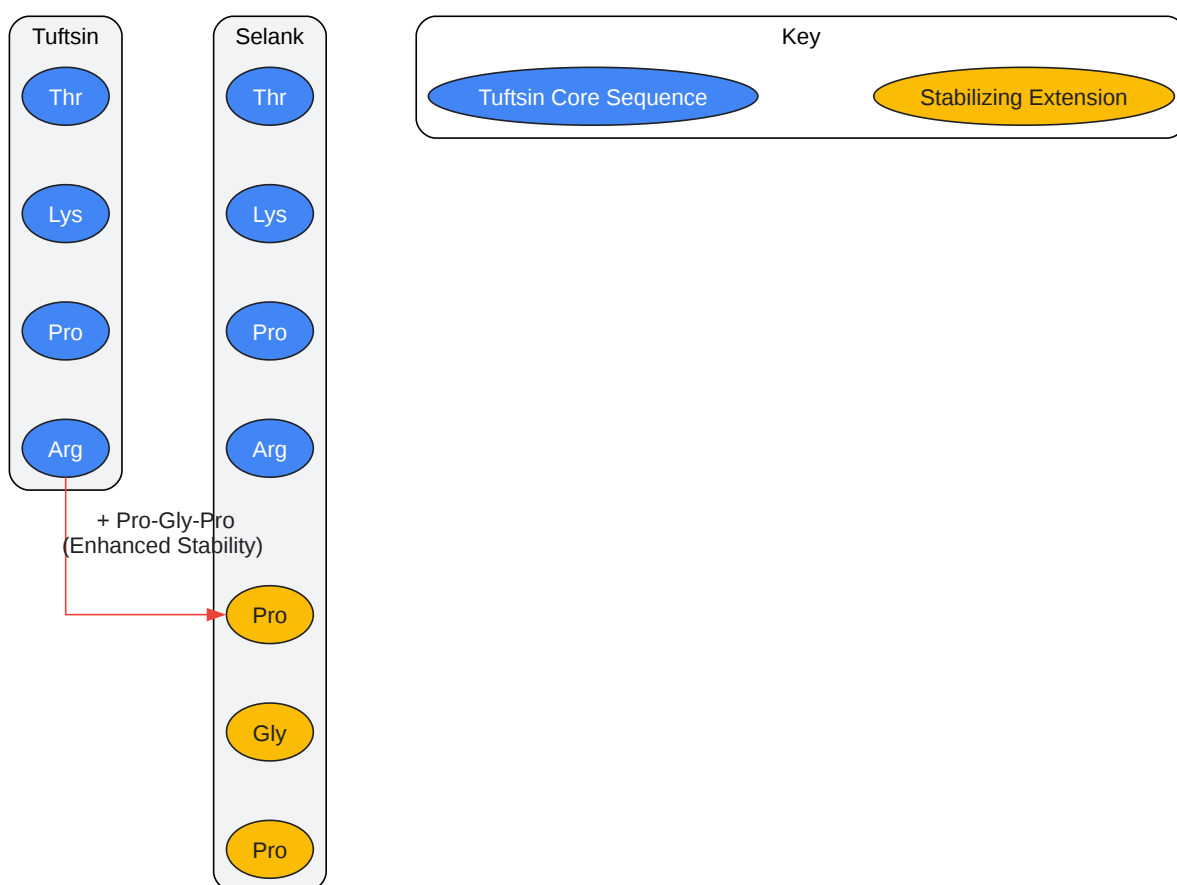 Tuftsin
Thr
Lys
Pro
Arg
Selank
Thr
Lys
Pro
Arg
+ Pro-Gly-Pro
(Enhanced Stability)
Pro
Gly
Pro
Key
Tuftsin Core Sequence
Stabilizing Extension